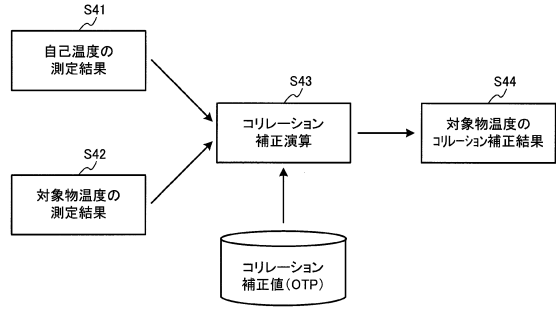 S41
自己温度の
測定結果
S42
対象物温度の
測定結果
S43
コリレーション
補正演算
S44
対象物温度の
ｺﾘﾚｰｼｮﾝ補正結果
コリレーション
補正値(OTP)